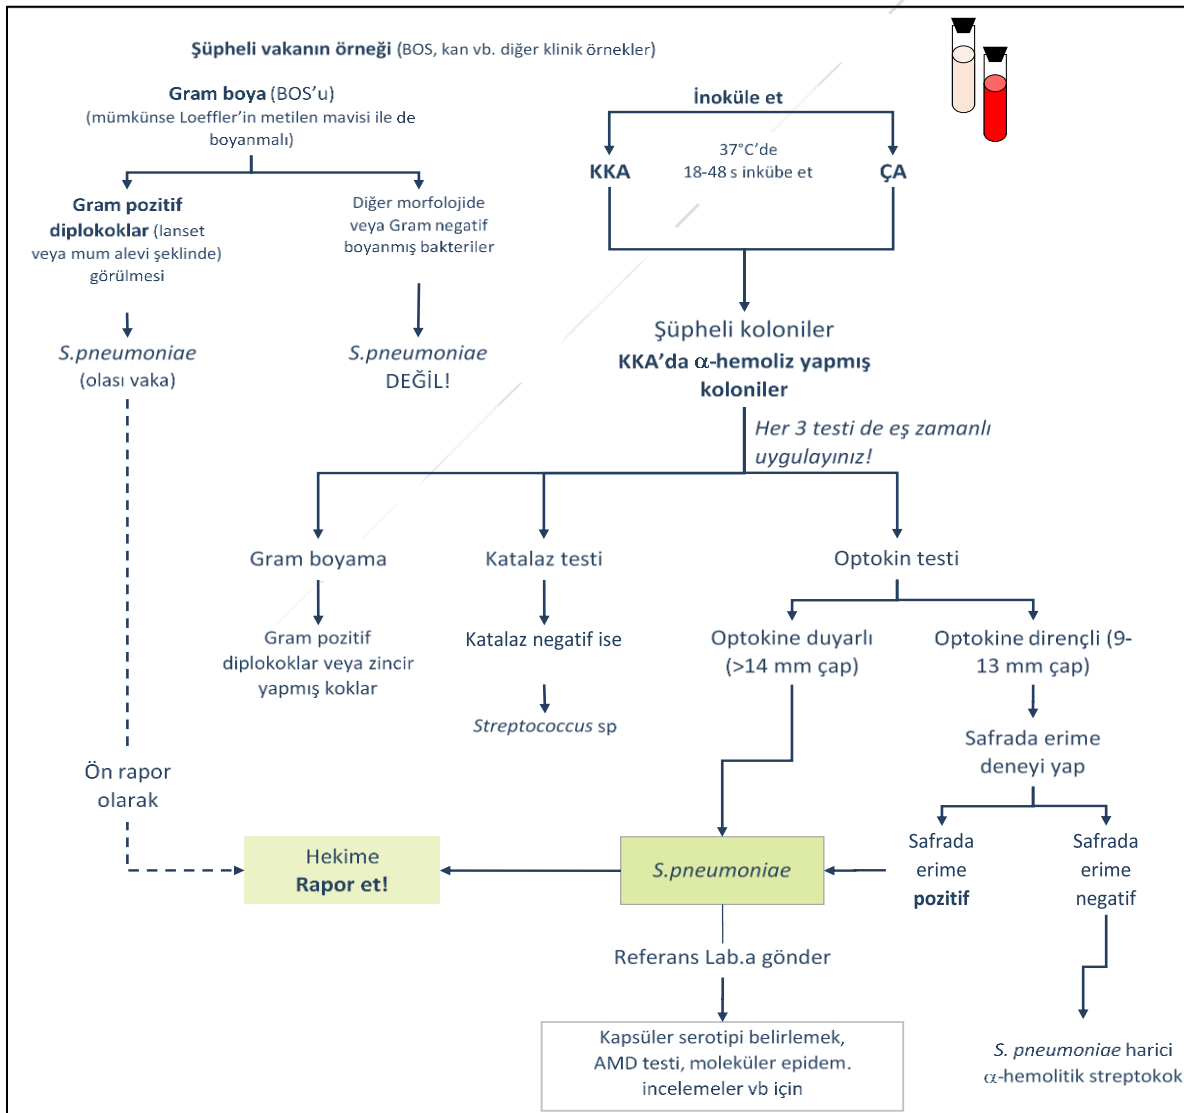 Şüpheli vakanın örneği (BOS, kan vb. diğer klinik örnekler)
Gram boya (BOS'u)
(mümkünse Loeffler'in metilen mavisi ile de
boyanmalı)
Gram pozitif
diplokoklar (lanset
veya mum alevi şeklinde)
görülmesi
Diğer morfolojide
veya Gram negatif
boyanmış bakteriler
S.pneumoniae
(olası vaka)
S.pneumoniae
DEĞİL!
İnoküle et
KKA
37°C'de
18-48 s inkübe et
ÇA
Şüpheli koloniler
KKA'da α-hemoliz yapmış
koloniler
Her 3 testi de eş zamanlı
uygulayınız!
Gram boyama
Katalaz testi
Optokin testi
Gram pozitif
diplokoklar veya zincir
yapmış koklar
Katalaz negatif ise
Streptococcus sp
Optokine duyarlı
(>14 mm çap)
Optokine dirençli (9-
13 mm çap)
Safrada erime
deneyi yap
Safrada
erime
pozitif
Safrada
erime
negatif
Ön rapor
olarak
Hekime
Rapor et!
S.pneumoniae
Referans Lab.a gönder
Kapsüler serotipi belirlemek,
AMD testi, moleküler epidem.
incelemeler vb için
S. pneumoniae harici
α-hemolitik streptokok